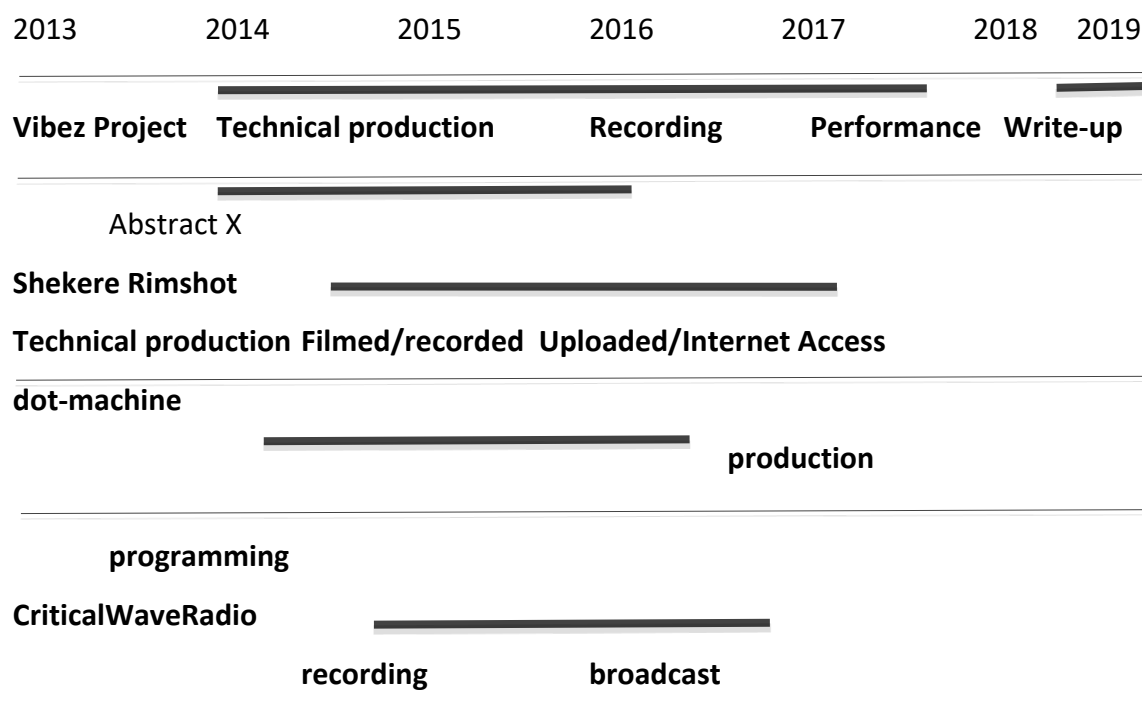 2013 2014 2015 2016 2017 2018 2019
Vibez Project Technical production Recording Performance Write-up
Abstract X
Shekere Rimshot
Technical production Filmed/recorded Uploaded/Internet Access
dot-machine
production
programming
CriticalWaveRadio
recording broadcast